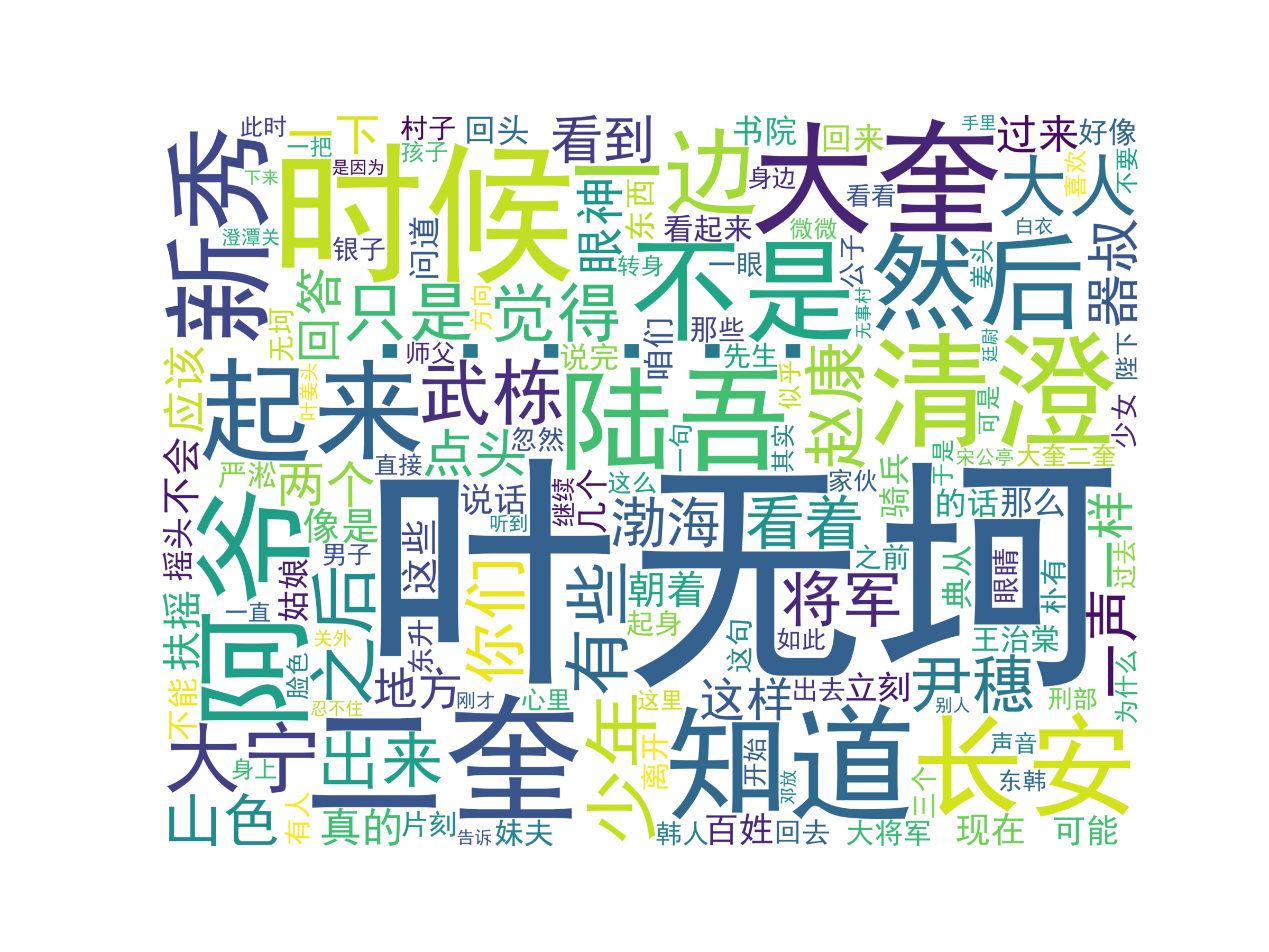 此时
一把
下
村子
回头
看到
书院
手里
过来
好像
孩子
是因为
下来
新秀
时候
一边
回来
大奎
大人
喜欢
不要
身边
看看
眼神
东西
看起来
微微
白衣
澄潭关
银子
问道
转身
一眼
公子
姜头
器叔
不是
然后
回答
只是
觉得
方向
无坷
那些
咱们
无事村
廷尉
陛下
师父
说完
先生
应该
起来
叶姜头
武栋
陆吾
似乎
赵康
清澄
可是
少女
点头
忽然
一句
其实
直接
于是
宋公亭
大奎二奎
不会
严淞
两个
说话
继续
几个
这么
家伙
骑兵
的话
那么
一样
摇头
像是
这些
听到
渤海
看着
叶无坷
眼睛
阿爷
男子
之前
典从
朴有
过去
姑娘
之后
你们
有些
朝着
将军
一声
扶摇
一直
关外
东升
起身
这句
如此
王治棠
脸色
为什么
不能
忍不住
地方
刚才
心里
这里
这样
出去
立刻
尹穗
别人
刑部
大宁
身上
出来
二奎
少年
离开
知道
开始
邓放
长安
声音
东韩
三个
白色
有人
真的
片刻
告诉
妹夫
韩人
百姓
回去
大将军
现在
可能